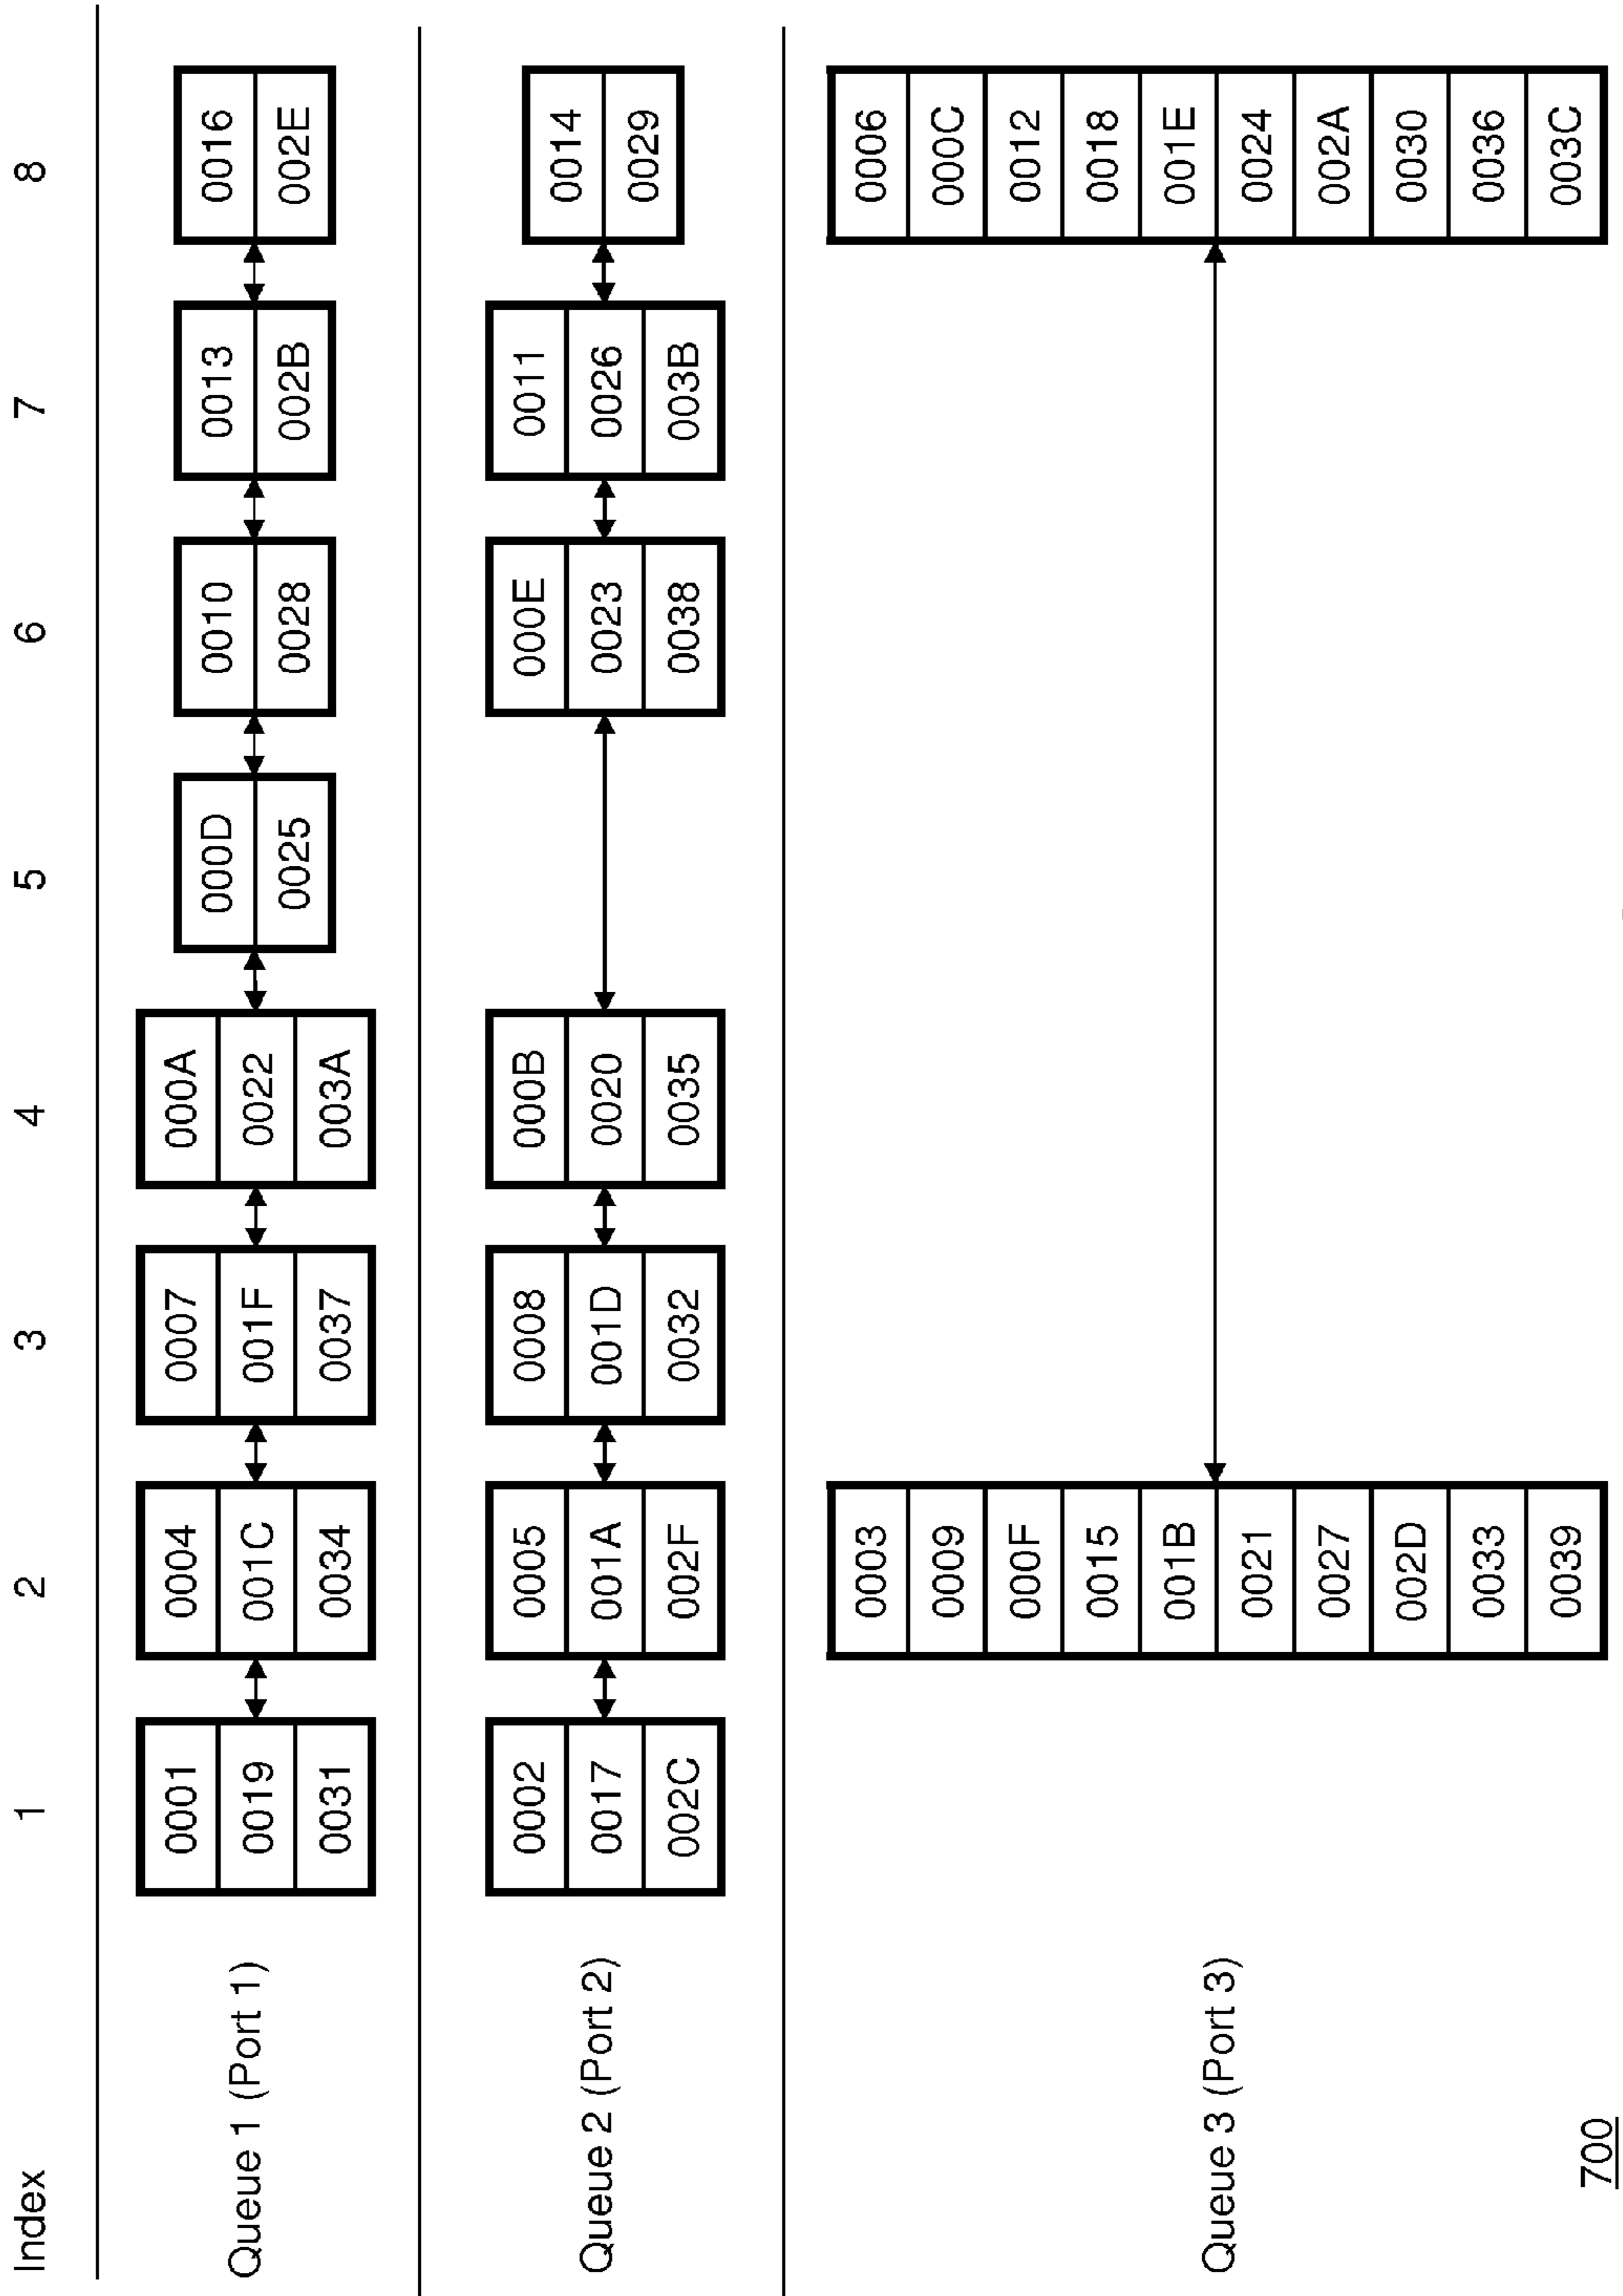 Index 1 2 3 4 5 6 7 8
Queue 1 (Port 1)
0001 0004 0007 000A 000D 0010 0013 0016
0019 001C 001F 0022 0025 0028 002B 002E
0031 0034 0037 003A
Queue 2 (Port 2)
0002 0005 0008 000B 000E 0011 0014
0017 001A 001D 0020 0023 0026 0029
002C 002F 0032 0035 0038 003B
Queue 3 (Port 3)
0003 0006
0009 000C
000F 0012
0015 0018
001B 001E
0021 0024
0027 002A
002D 0030
0033 0036
0039 003C
700